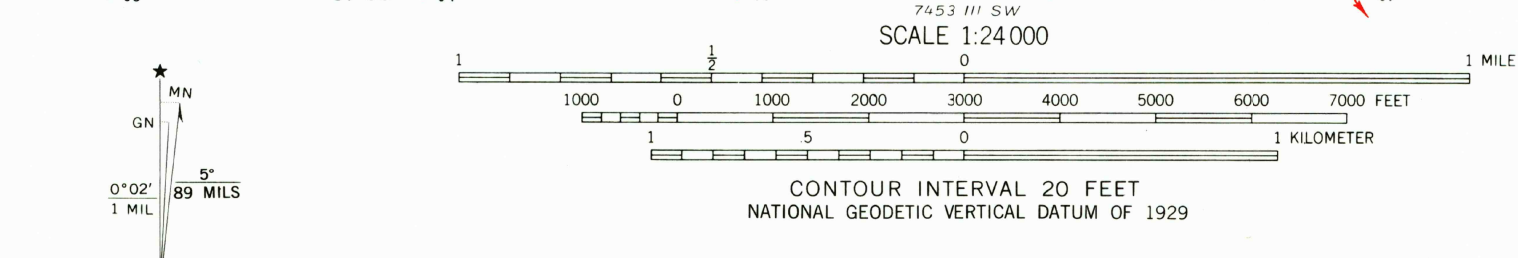 7453 III SW
SCALE 1:24 000
1 1/2 0 1 MILE
1000 0 1000 2000 3000 4000 5000 6000 7000 FEET
1 .5 0 1 KILOMETER
CONTOUR INTERVAL 20 FEET
NATIONAL GEODETIC VERTICAL DATUM OF 1929
★
MN
GN
5°
89 MILS
0°02'
1 MIL